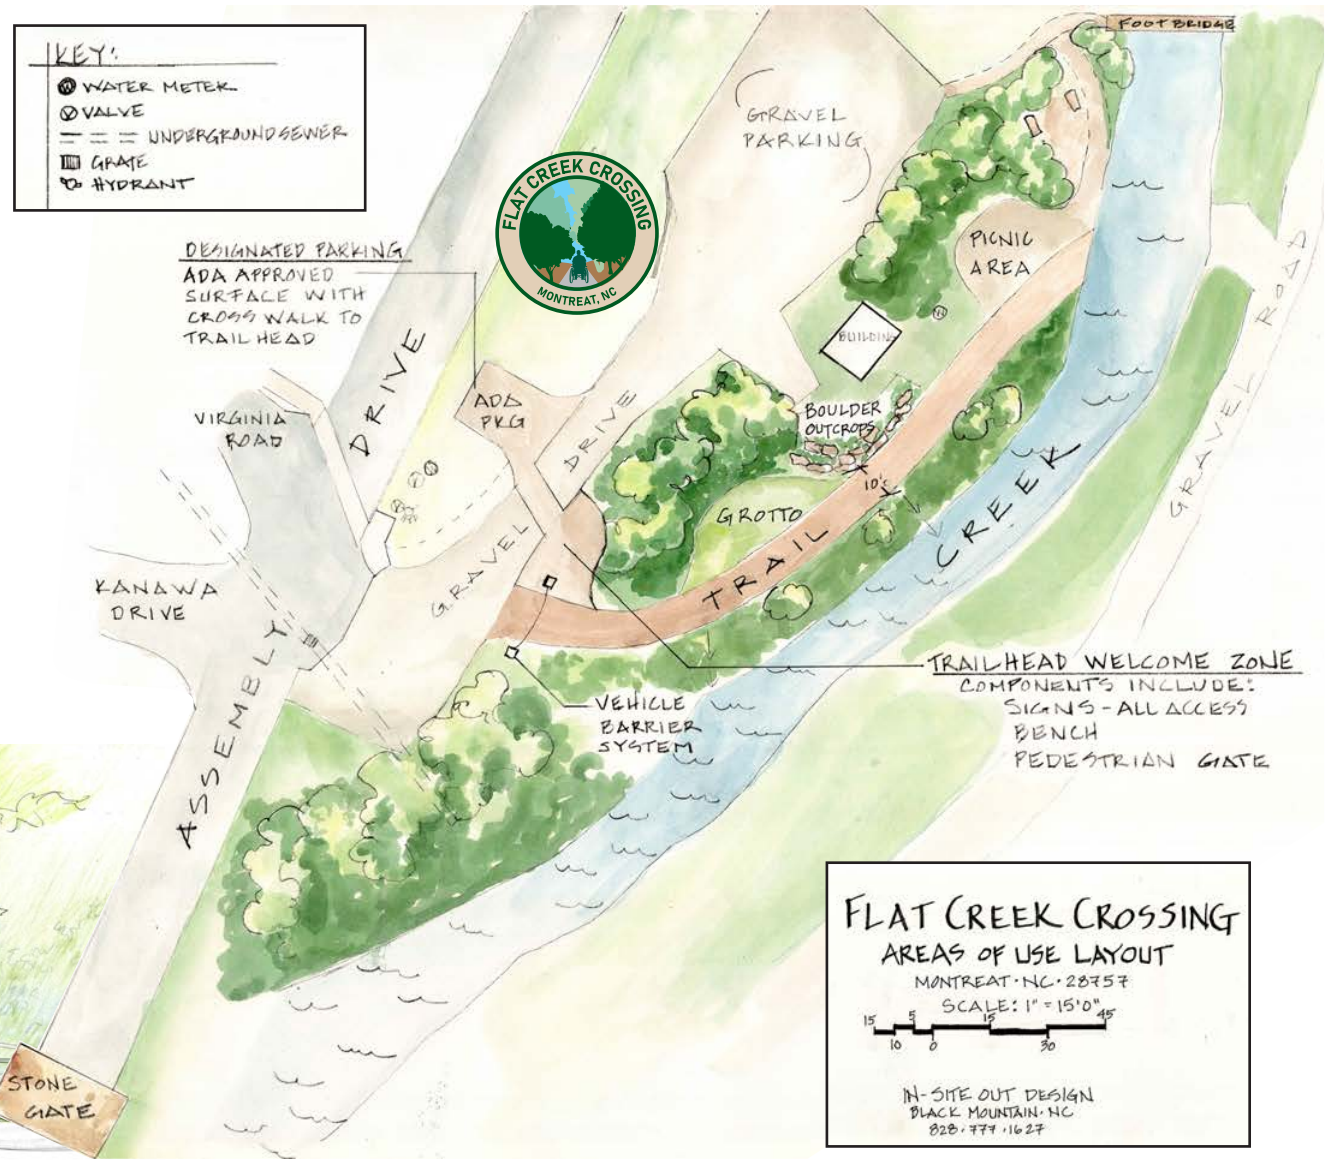 KEY:
WATER METER
VALVE
UNDERGROUND SEWER
GRATE
HYDRANT
FOOTBRIDGE
GRAVEL
PARKING
FLAT CREEK CROSSING
MONTREAT, NC
DESIGNATED PARKING
ADA APPROVED
SURFACE WITH
CROSS WALK TO
TRAIL HEAD
PICNIC
AREA
BUILDING
GRAVEL ROAD
DRIVE
VIRGINIA
ROAD
ADA
PKG
DRIVE
BOULDER
OUTCROPS
10'
GROTTO
TRAIL
CREEK
GRAVEL
KANAWA
DRIVE
ASSEMBLY
VEHICLE
BARRIER
SYSTEM
TRAILHEAD WELCOME ZONE
COMPONENTS INCLUDE:
SIGNS - ALL ACCESS
BENCH
PEDESTRIAN GATE
STONE
GATE
FLAT CREEK CROSSING
AREAS OF USE LAYOUT
MONTREAT · NC · 28757
SCALE: 1" = 15'0"
15 5 15 45
10 0 30
IN-SITE OUT DESIGN
BLACK MOUNTAIN · NC
828 · 777 · 1627